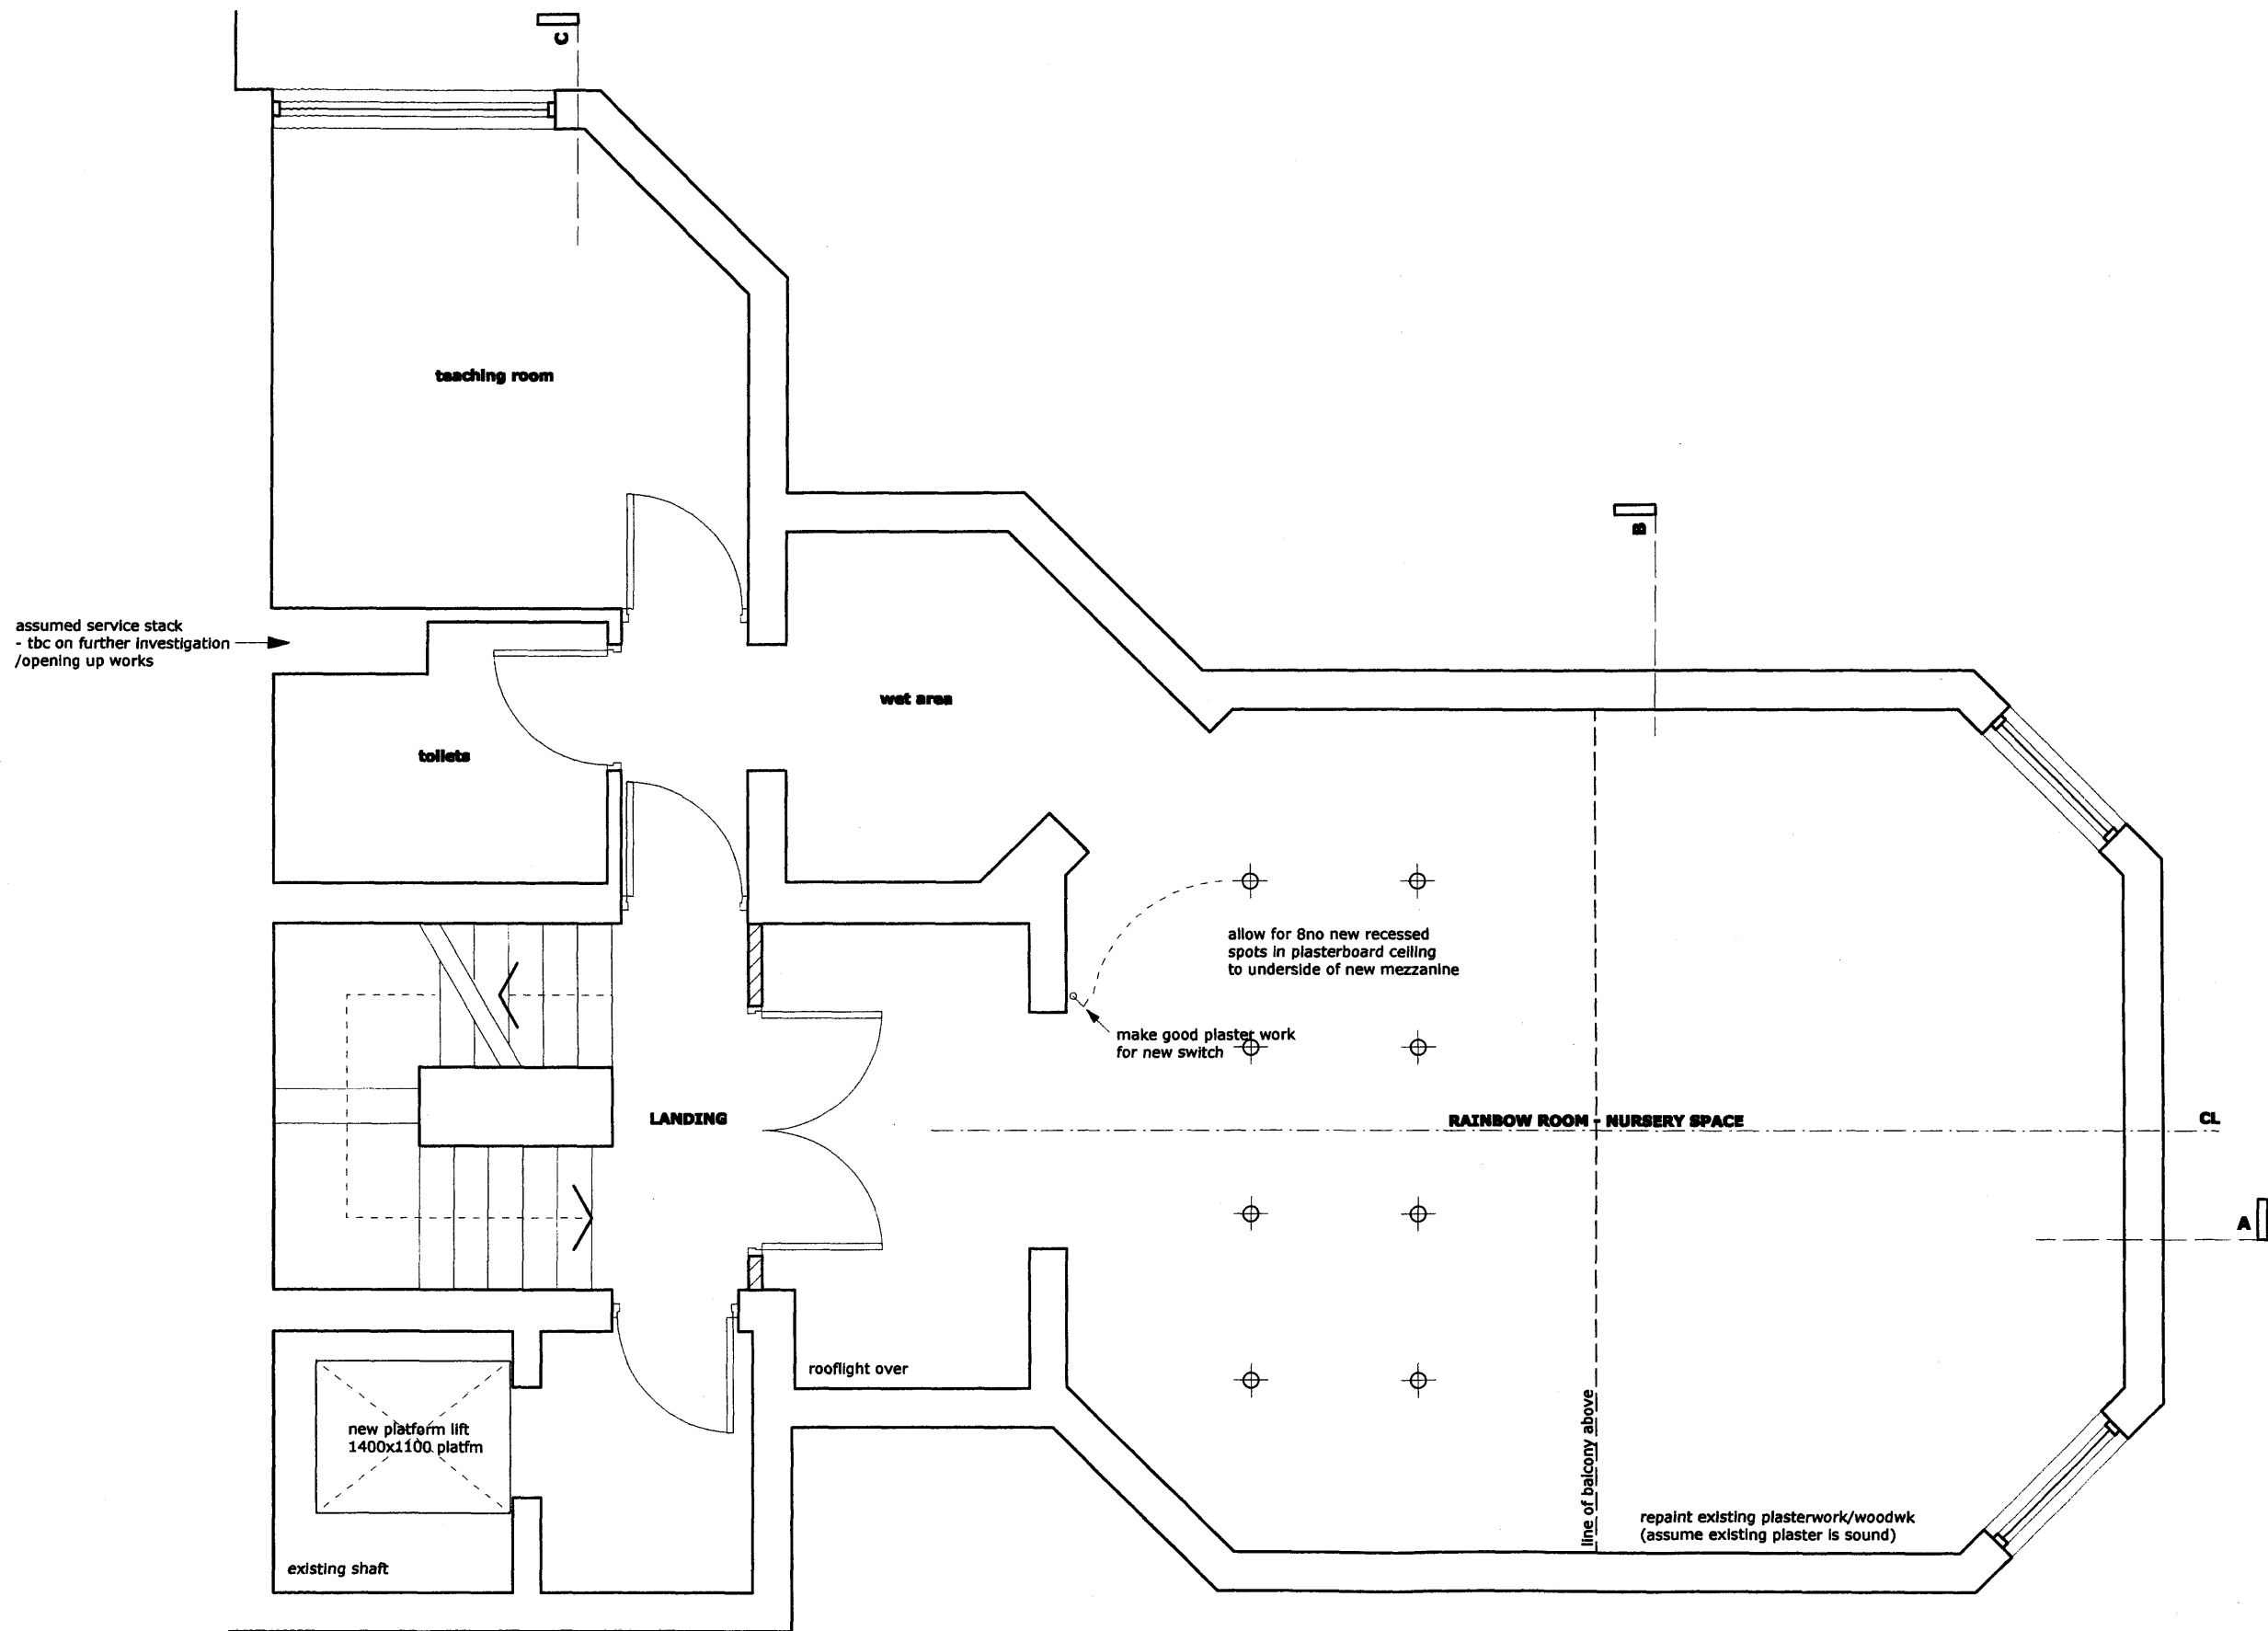 C
teaching room
B
assumed service stack
- tbc on further investigation
/opening up works
wet area
toilets
allow for 8no new recessed
spots in plasterboard ceiling
to underside of new mezzanine
make good plaster work
for new switch
LANDING
RAINBOW ROOM - NURSERY SPACE
CL
A
rooflight over
new platform lift
1400x1100 platfm
line of balcony above
repaint existing plasterwork/woodwk
(assume existing plaster is sound)
existing shaft